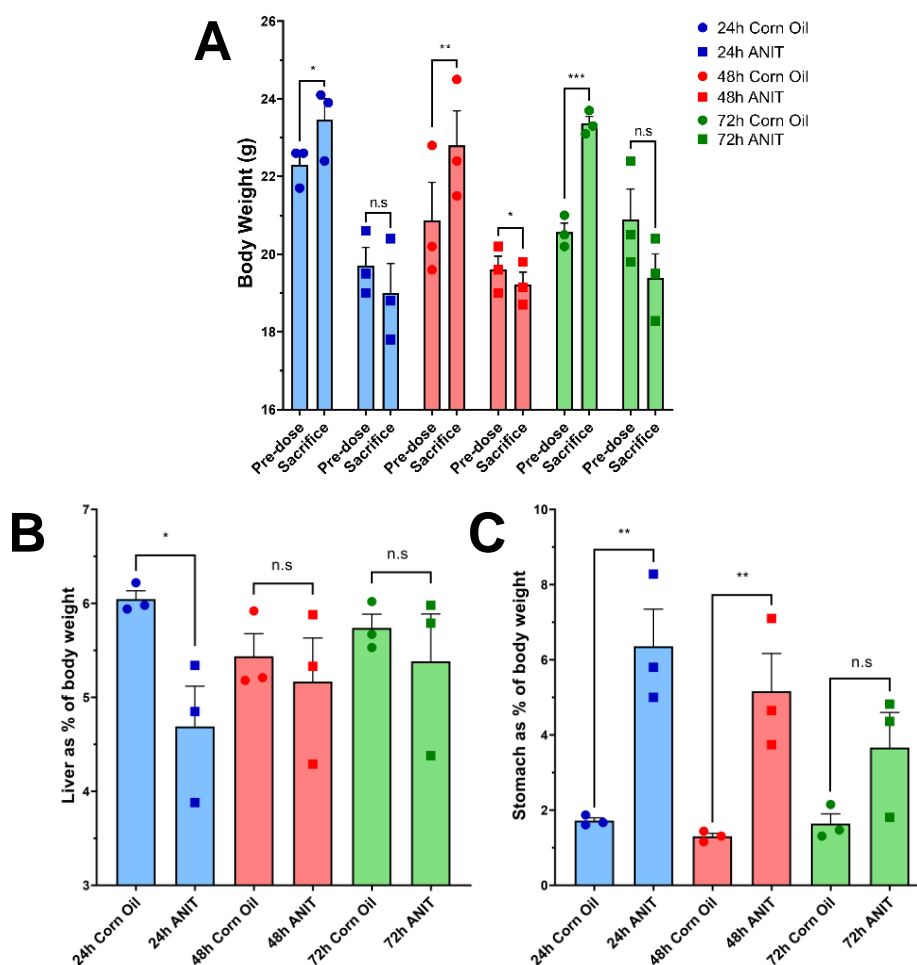 A
Body Weight (g)
26
24
22
20
18
16
*
n.s
**
*
***
n.s
Pre-dose
Sacrifice
Pre-dose
Sacrifice
Pre-dose
Sacrifice
Pre-dose
Sacrifice
Pre-dose
Sacrifice
Pre-dose
Sacrifice
24h Corn Oil
24h ANIT
48h Corn Oil
48h ANIT
72h Corn Oil
72h ANIT
B
Liver as % of body weight
7
6
5
4
3
*
n.s
n.s
24h Corn Oil
24h ANIT
48h Corn Oil
48h ANIT
72h Corn Oil
72h ANIT
C
Stomach as % of body weight
10
8
6
4
2
0
**
**
n.s
24h Corn Oil
24h ANIT
48h Corn Oil
48h ANIT
72h Corn Oil
72h ANIT